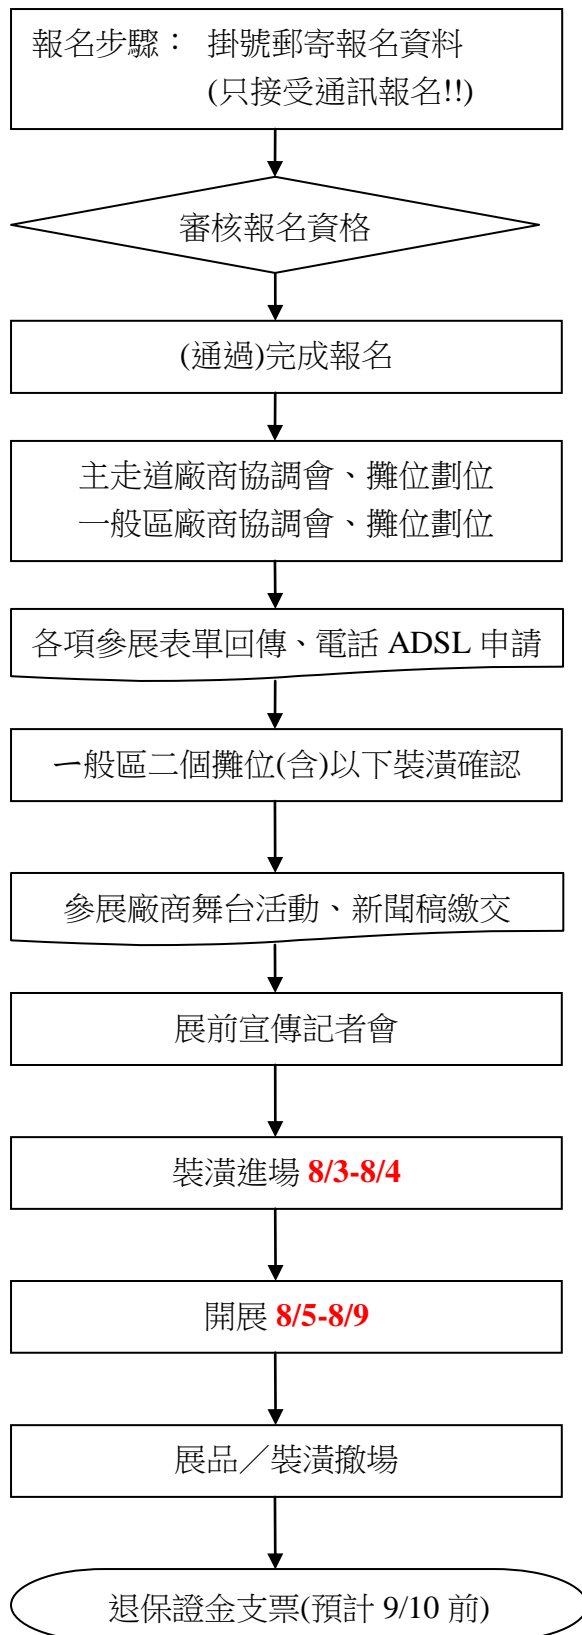 報名步驟： 掛號郵寄報名資料
(只接受通訊報名!!)
審核報名資格
(通過)完成報名
主走道廠商協調會、攤位劃位
一般區廠商協調會、攤位劃位
各項參展表單回傳、電話 ADSL 申請
一般區二個攤位(含)以下裝潢確認
參展廠商舞台活動、新聞稿繳交
展前宣傳記者會
裝潢進場 8/3-8/4
開展 8/5-8/9
展品／裝潢撤場
退保證金支票(預計 9/10 前)